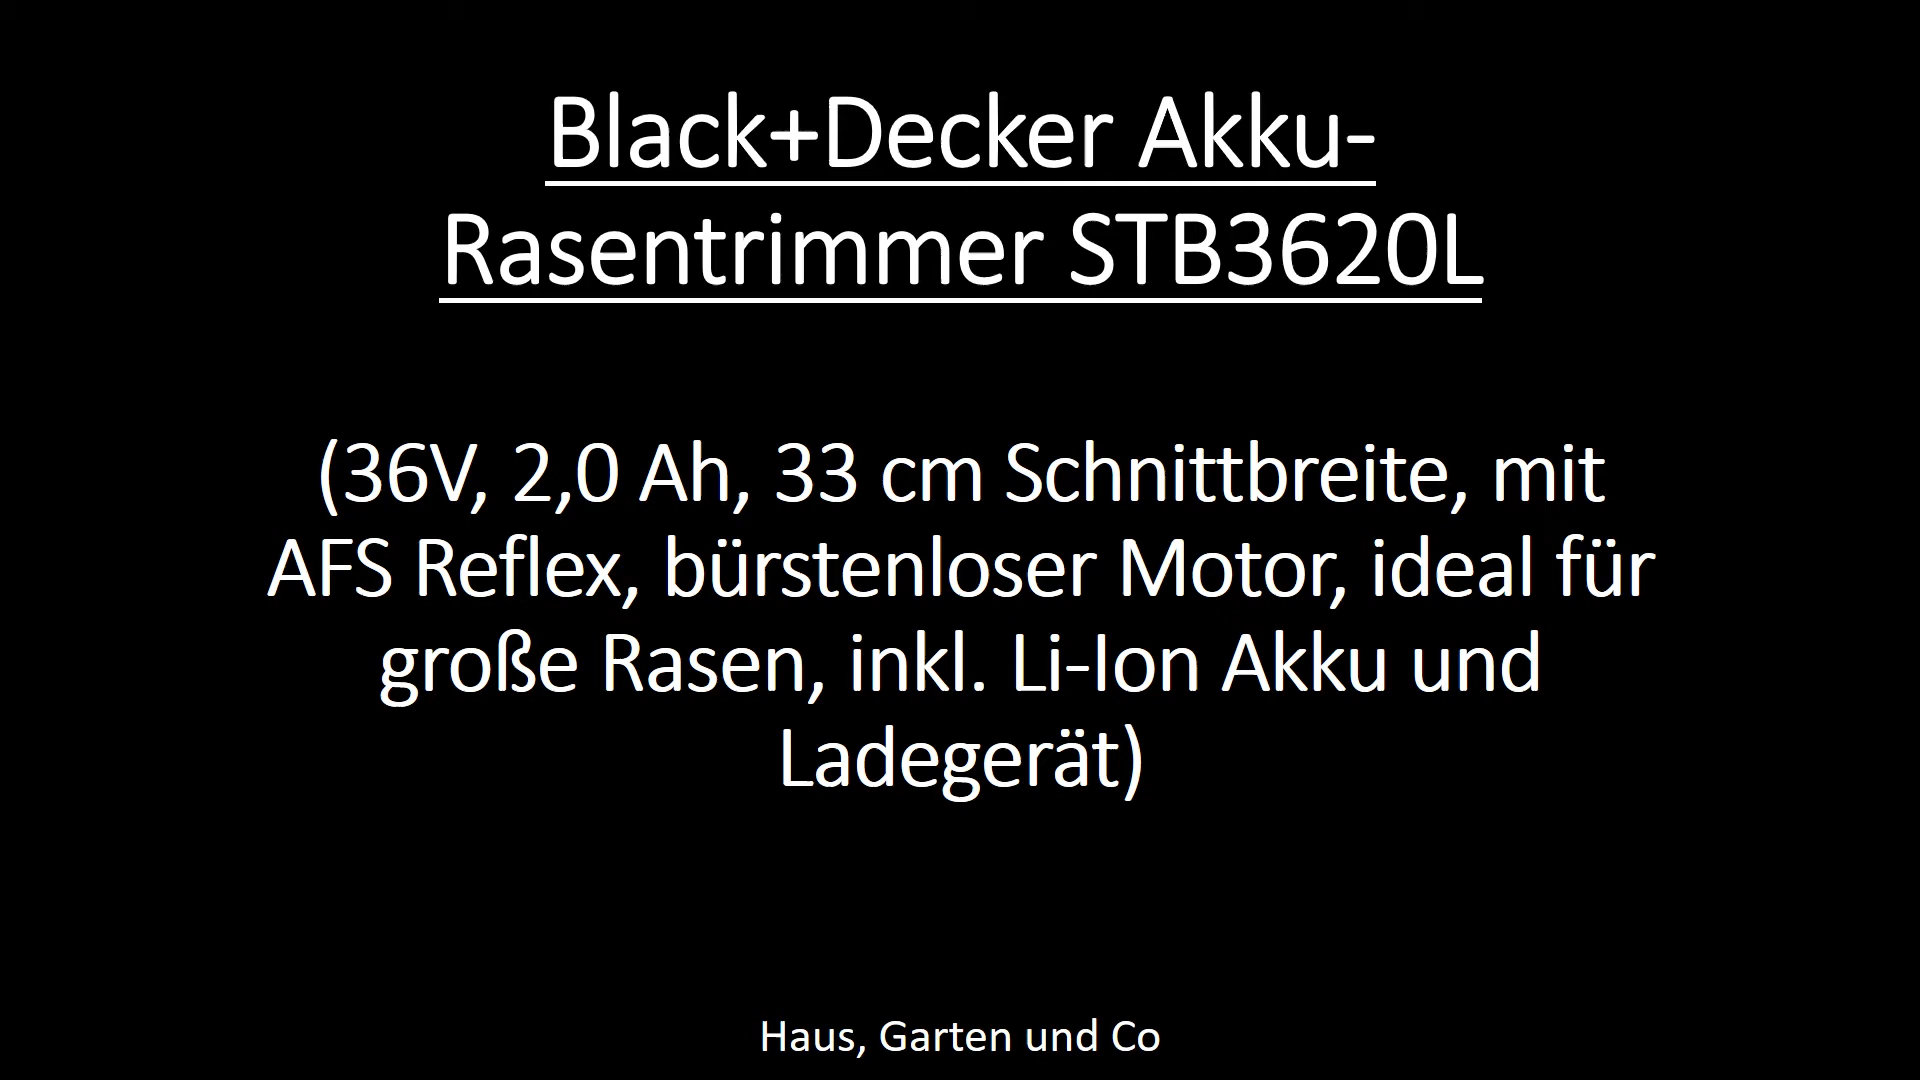 Black+Decker Akku-
Rasentrimmer STB3620L
(36V, 2,0 Ah, 33 cm Schnittbreite, mit
AFS Reflex, bürstenloser Motor, ideal für
große Rasen, inkl. Li-Ion Akku und
Ladegerät)
Haus, Garten und Co